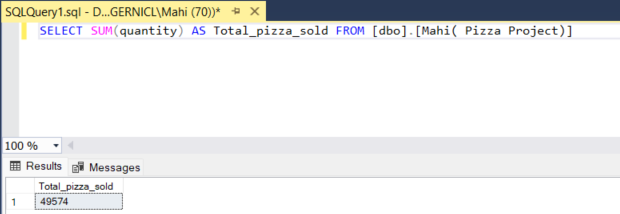 SQLQuery1.sql - D...GERNICL\Mahi (70))*
SELECT SUM(quantity) AS Total_pizza_sold FROM [dbo].[Mahi( Pizza Project)]
100 %
Results Messages
Total_pizza_sold
1 49574